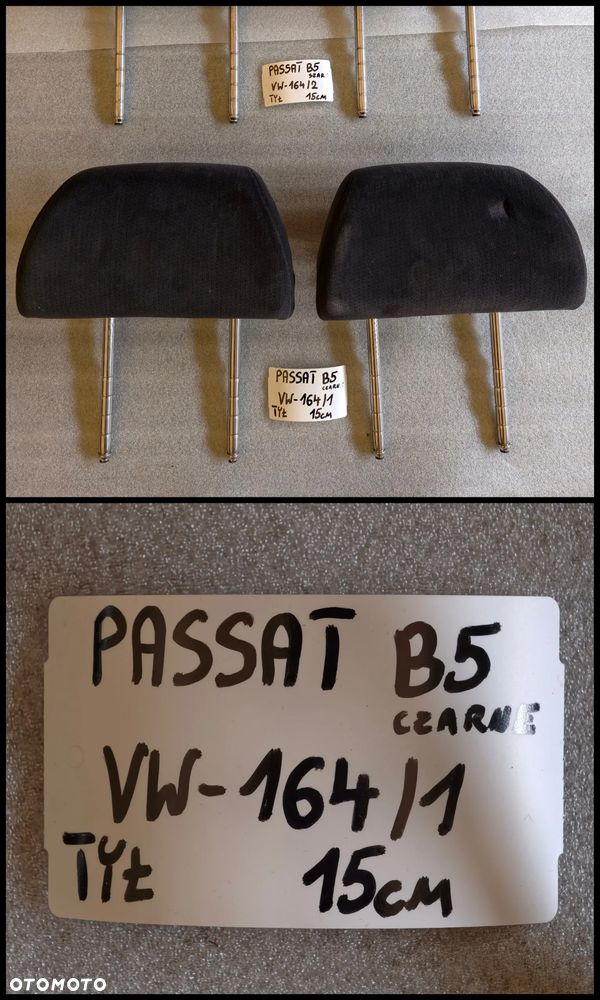 PASSAT B5
CZAR
VW-164/2
TYŁ 15CM
PASSAT B5
CZARNE
VW-164/1
TYŁ 15CM
PASSAT B5
CZARNE
VW-164/1
TYŁ 15CM
OTOMOTO